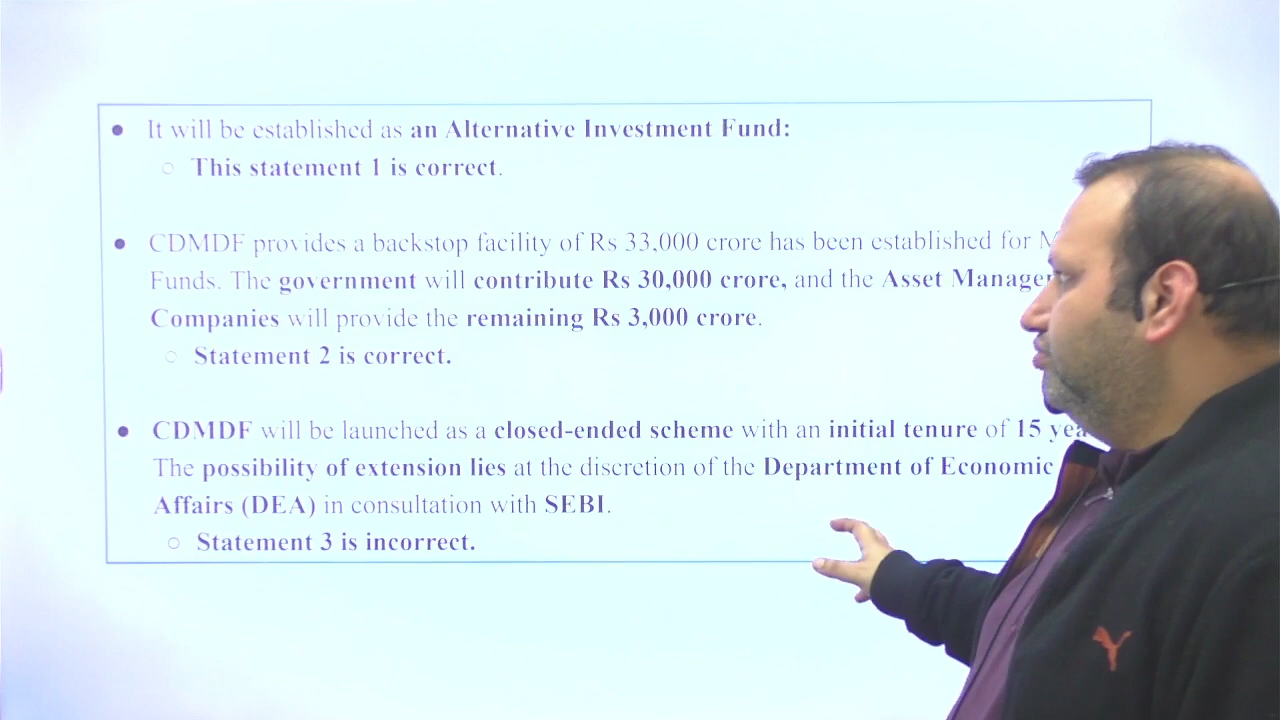 ● It will be established as an Alternative Investment Fund:
○ This statement 1 is correct.
● CDMDF provides a backstop facility of Rs 33,000 crore has been established for
Funds. The government will contribute Rs 30,000 crore, and the Asset
Companies will provide the remaining Rs 3,000 crore.
○ Statement 2 is correct.
● CDMDF will be launched as a closed-ended scheme with an initial tenure of 15
The possibility of extension lies at the discretion of the Department of Economic
Affairs (DEA) in consultation with SEBI.
○ Statement 3 is incorrect.